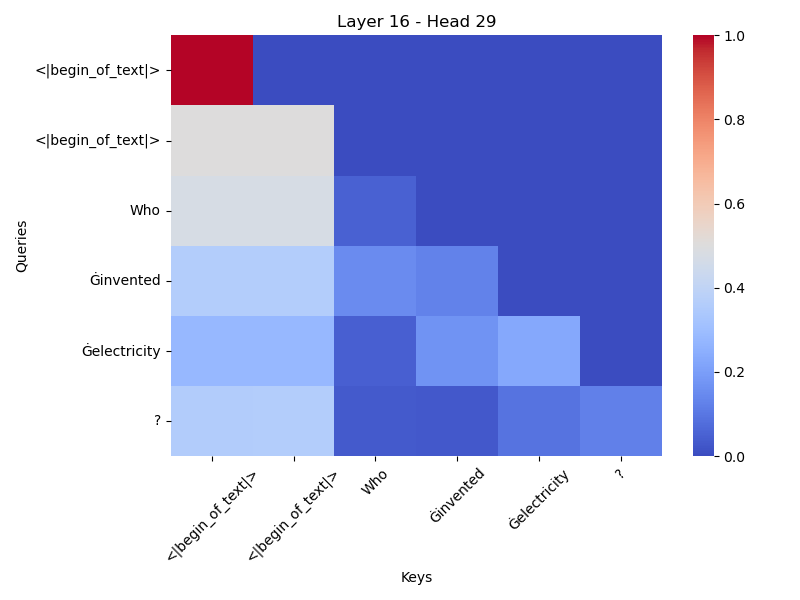 Layer 16 - Head 29
<|begin_of_text|>
<|begin_of_text|>
Who
Ġinvented
Ġelectricity
?
Queries
<|begin_of_text|>
<|begin_of_text|>
Who
Ġinvented
Ġelectricity
?
Keys
1.0
0.8
0.6
0.4
0.2
0.0